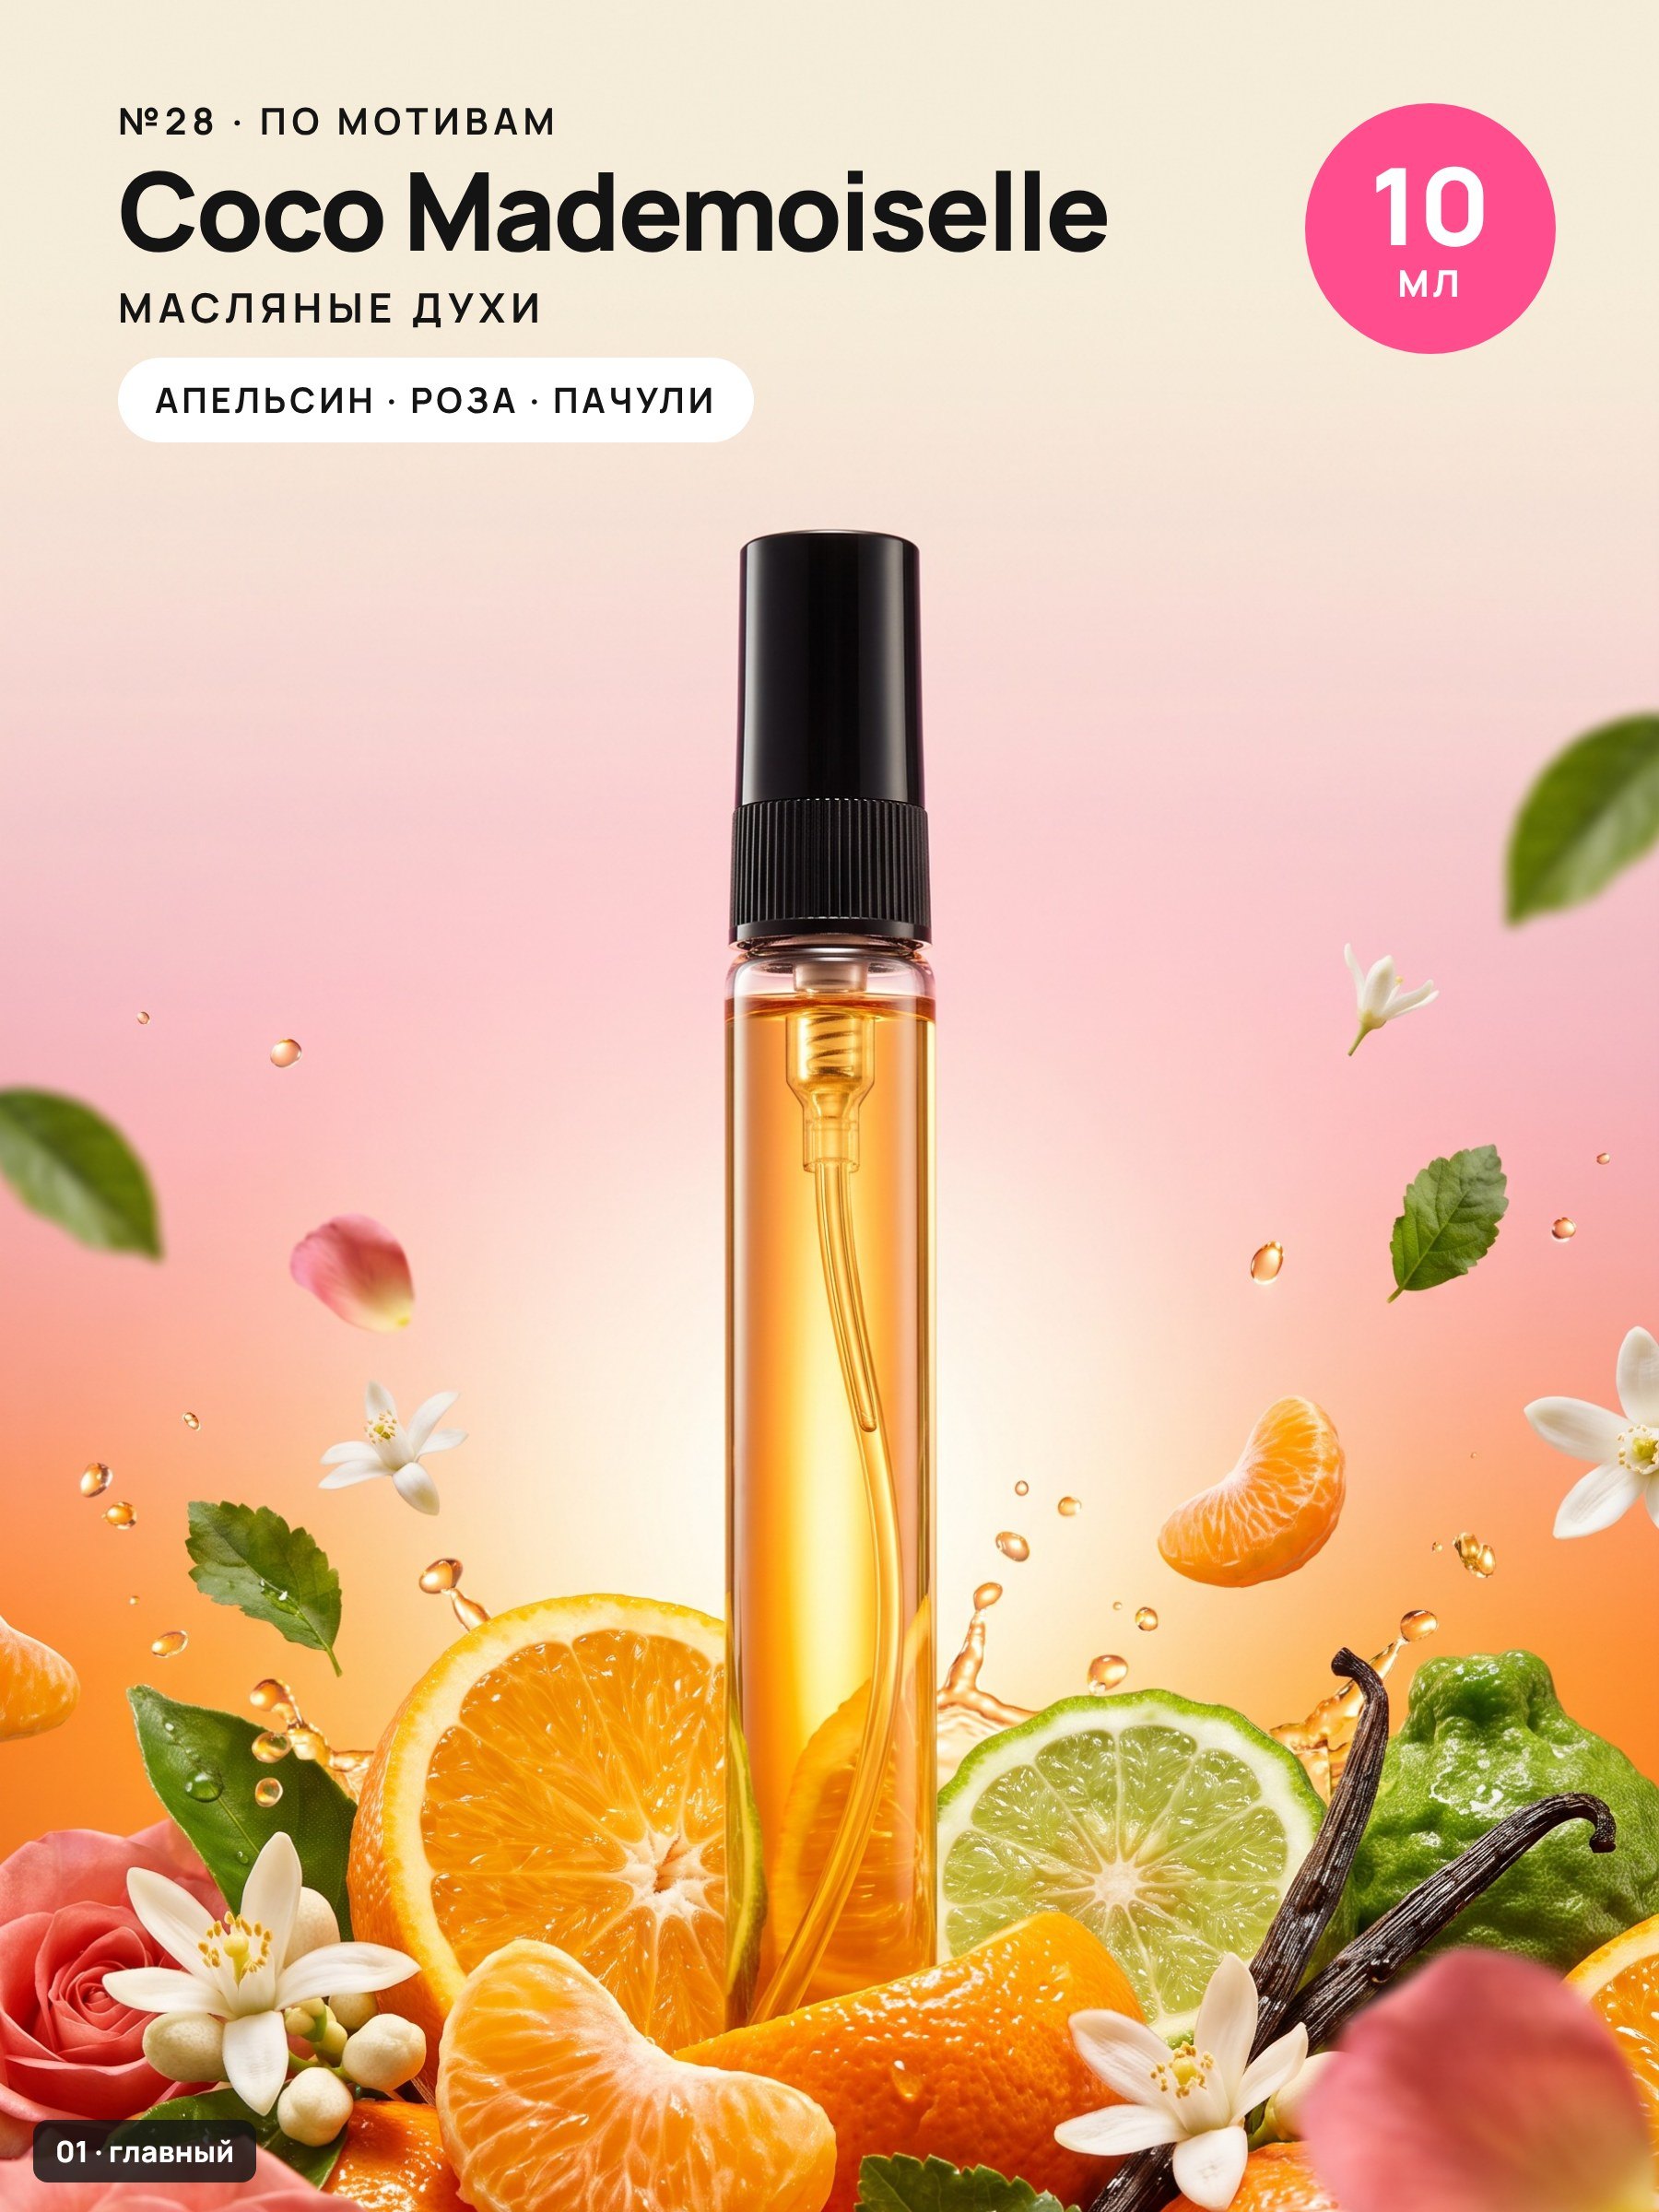 №28 · ПО МОТИВАМ
Coco Mademoiselle
МАСЛЯНЫЕ ДУХИ
АПЕЛЬСИН · РОЗА · ПАЧУЛИ
10
МЛ
01 · главный